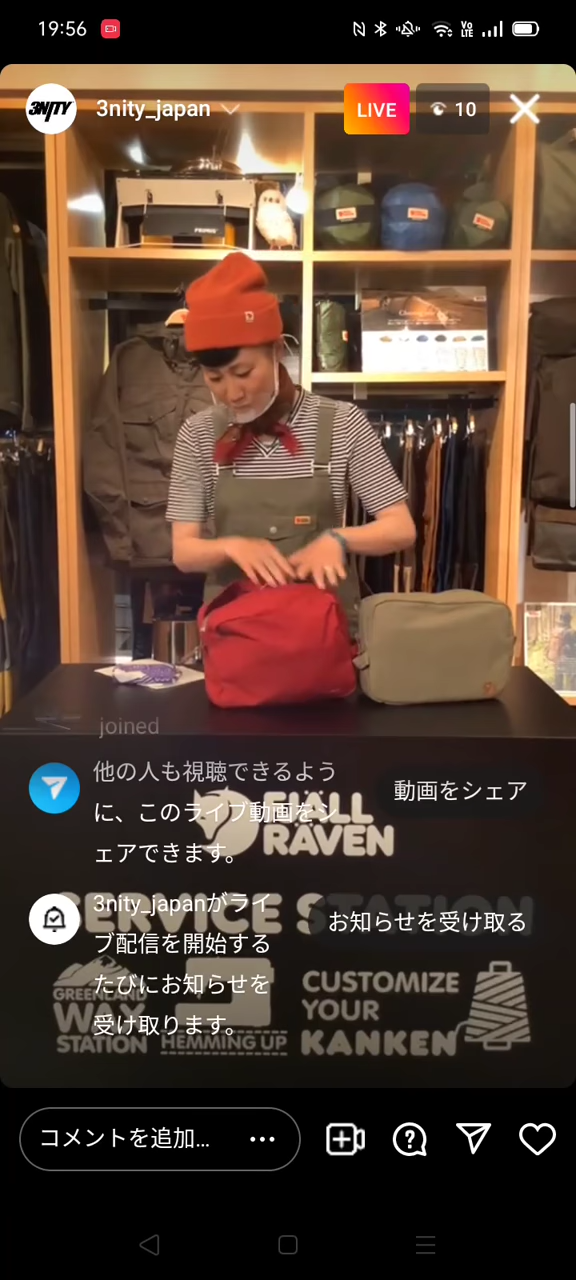 19:56
Vo
LTE
3NITY
3nity_japan
LIVE
10
PRIMUS
joined
他の人も視聴できるよう
に、このライブ動画をシ
ェアできます。
動画をシェア
FJÄLL
RÄVEN
3nity_japanがライ
ブ配信を開始する
たびにお知らせを
受け取ります。
お知らせを受け取る
SERVICE STATION
GREENLAND
WAX
STATION
HEMMING UP
CUSTOMIZE
YOUR
KANKEN
コメントを追加...